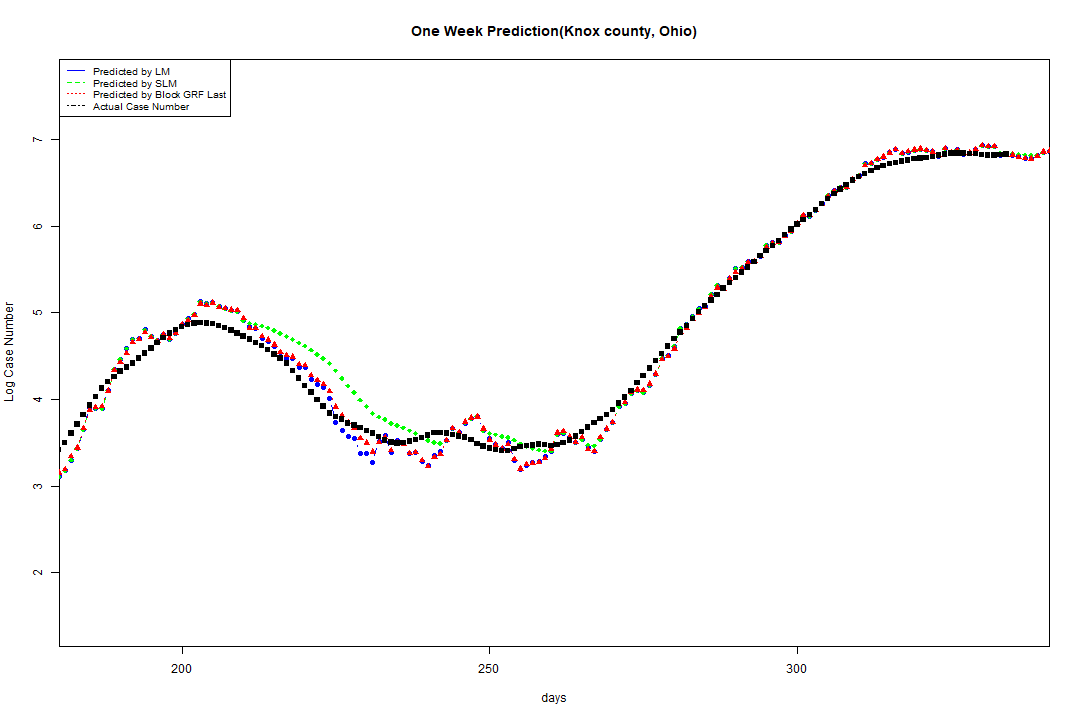 One Week Prediction(Knox county, Ohio)
Predicted by LM
Predicted by SLM
Predicted by Block GRF Last
Actual Case Number
7
6
5
4
3
2
Log Case Number
200
250
300
days